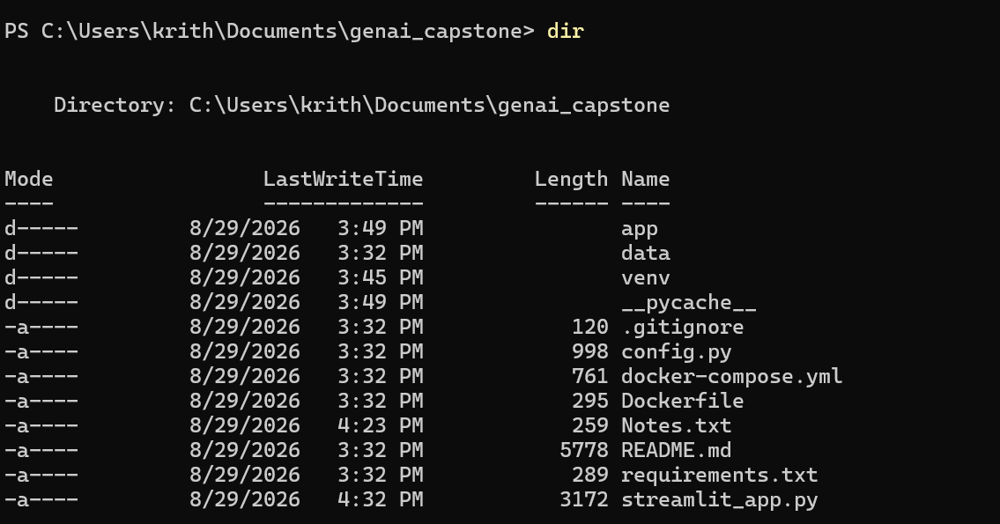 PS C:\Users\krith\Documents\genai_capstone> dir
Directory: C:\Users\krith\Documents\genai_capstone
Mode                 LastWriteTime         Length Name
----                 -------------         ------ ----
d-----         8/29/2026   3:49 PM                app
d-----         8/29/2026   3:32 PM                data
d-----         8/29/2026   3:45 PM                venv
d-----         8/29/2026   3:49 PM                __pycache__
-a----         8/29/2026   3:32 PM            120 .gitignore
-a----         8/29/2026   3:32 PM            998 config.py
-a----         8/29/2026   3:32 PM            761 docker-compose.yml
-a----         8/29/2026   3:32 PM            295 Dockerfile
-a----         8/29/2026   4:23 PM            259 Notes.txt
-a----         8/29/2026   3:32 PM           5778 README.md
-a----         8/29/2026   3:32 PM            289 requirements.txt
-a----         8/29/2026   4:32 PM           3172 streamlit_app.py